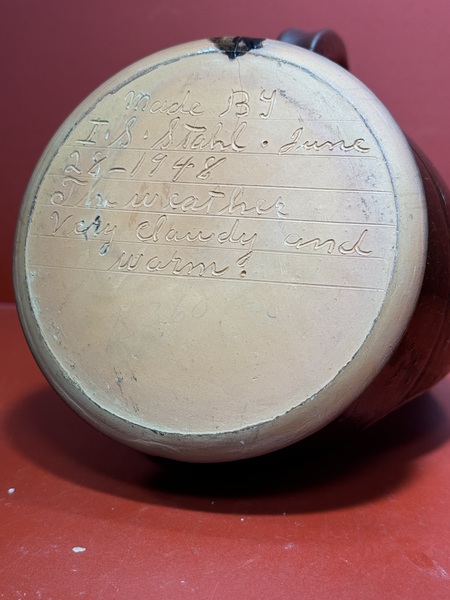 Made BY
I. S. Stahl. June
28-1948
The weather
Very claudy and
warm.